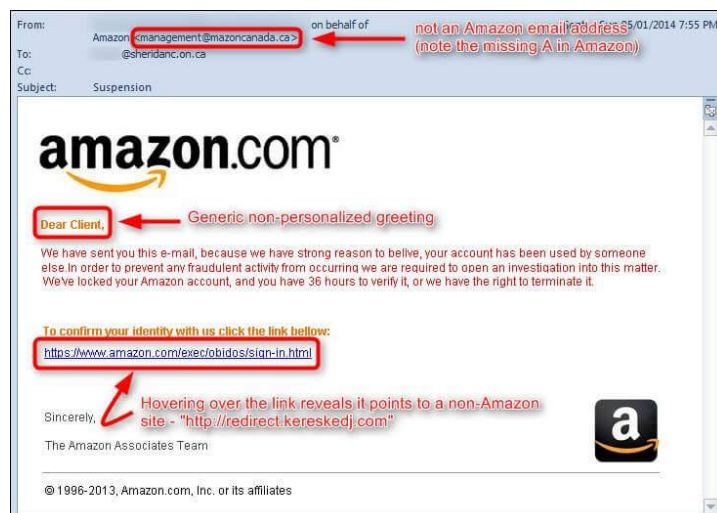 From: on behalf of
Amazon <management@mazoncanada.ca>
not an Amazon email address
(note the missing A in Amazon)
05/01/2014 7:55 PM
To: @sheridanc.on.ca
Cc:
Subject: Suspension
amazon.com®
Dear Client,
Generic non-personalized greeting
We have sent you this e-mail, because we have strong reason to belive, your account has been used by someone
else.In order to prevent any fraudulent activity from occurring we are required to open an investigation into this matter.
We've locked your Amazon account, and you have 36 hours to verify it, or we have the right to terminate it.
To confirm your identity with us click the link bellow:
https://www.amazon.com/exec/obidos/sign-in.html
Hovering over the link reveals it points to a non-Amazon
site - "http://redirect.kereskedj.com"
Sincerely,
The Amazon Associates Team
a
© 1996-2013, Amazon.com, Inc. or its affiliates